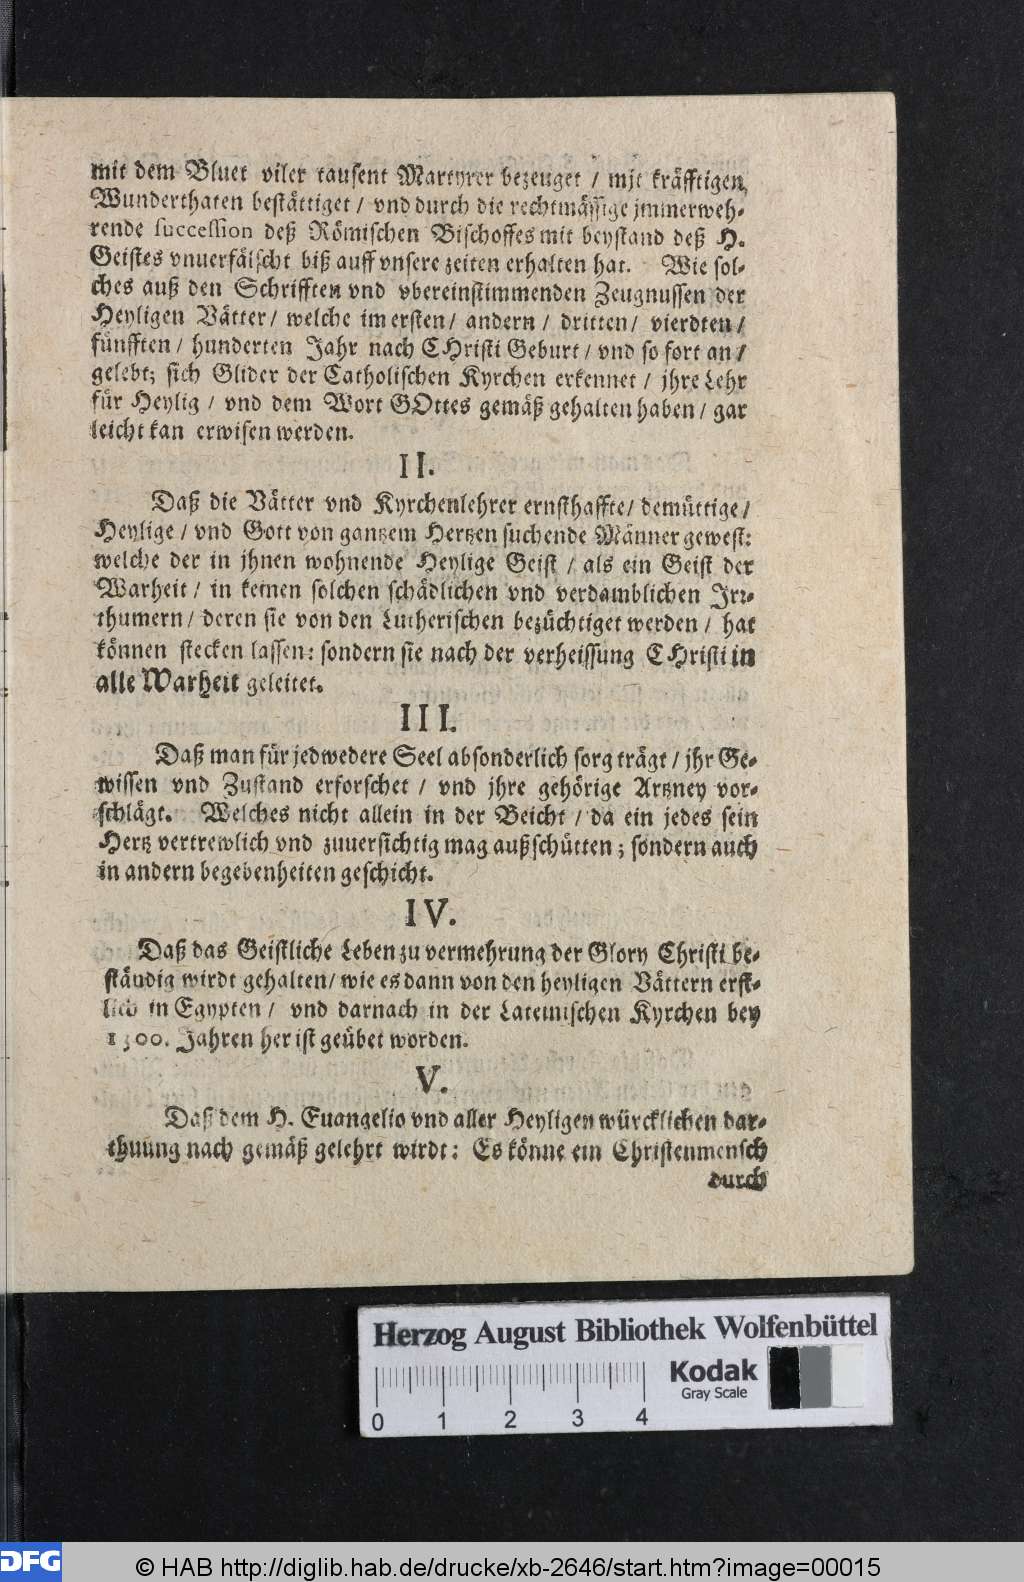 mit dem Bluet viler tausent Martyrer bezeuget / mit kräfftigen
Wunderthaten bestättiget / vnd durch die rechtmässige jmmerweh-
rende succession deß Römischen Bischoffes mit beystand deß H.
Geistes vnuerfälscht biß auff vnsere zeiten erhalten hat. Wie sol-
ches auß den Schrifften vnd vbereinstimmenden Zeugnussen der
Heyligen Vätter / welche im ersten / andern / dritten / vierdten /
fünfften / hunderten Jahr nach CHristi Geburt / vnd so fort an /
gelebt; sich Glider der Catholischen Kyrchen erkennet / jhre Lehr
für Heylig / vnd dem Wort GOttes gemäß gehalten haben / gar
leicht kan erwisen werden.
II.
Daß die Vätter vnd Kyrchenlehrer ernsthaffte / demüttige /
Heylige / vnd Gott von gantzem Hertzen suchende Männer gewest:
welche der in jhnen wohnende Heylige Geist / als ein Geist der
Warheit / in keinen solchen schädlichen vnd verdamblichen Irr-
thumern / deren sie von den Lutherischen bezüchtiget werden / hat
können stecken lassen: sondern sie nach der verheissung CHristi in
alle Warheit geleitet.
III.
Daß man für jedwedere Seel absonderlich sorg trägt / jhr Ge-
wissen vnd Zustand erforschet / vnd jhre gehörige Artzney vor-
schlägt. Welches nicht allein in der Beicht / da ein jedes sein
Hertz vertrewlich vnd zuuersichtig mag außschütten; sondern auch
in andern begebenheiten geschicht.
IV.
Daß das Geistliche Leben zu vermehrung der Glory Christi be-
ständig wirdt gehalten / wie es dann von den heyligen Vättern erst-
lich in Egypten / vnd darnach in der Lateinischen Kyrchen bey
1300. Jahren her ist geübet worden.
V.
Daß dem H. Euangelio vnd aller Heyligen würcklichen dar-
thuung nach gemäß gelehrt wirdt: Es könne ein Christenmensch
durch
Herzog August Bibliothek Wolfenbüttel
Kodak
Gray Scale
0 1 2 3 4
DFG © HAB http://diglib.hab.de/drucke/xb-2646/start.htm?image=00015